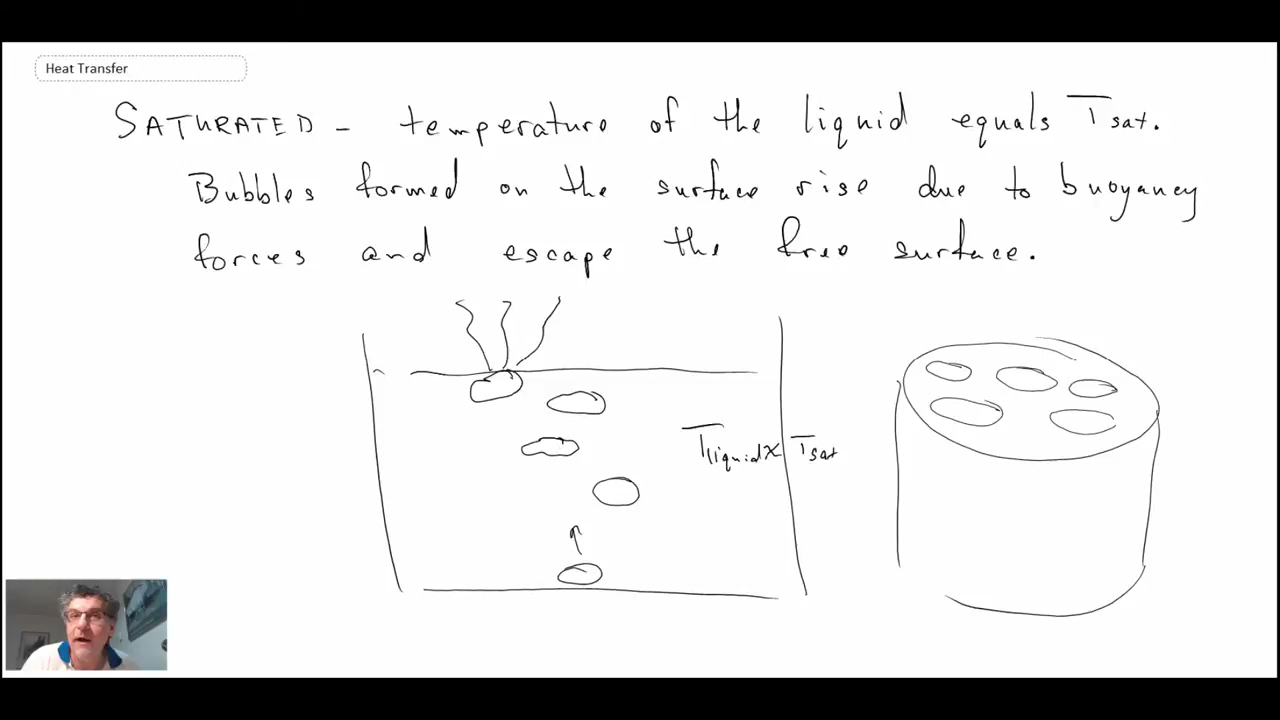 Heat Transfer
SATURATED - temperature of the liquid equals Tsat.
Bubbles formed on the surface rise due to buoyancy
forces and escape the free surface.
Tliquid ≈ Tsat